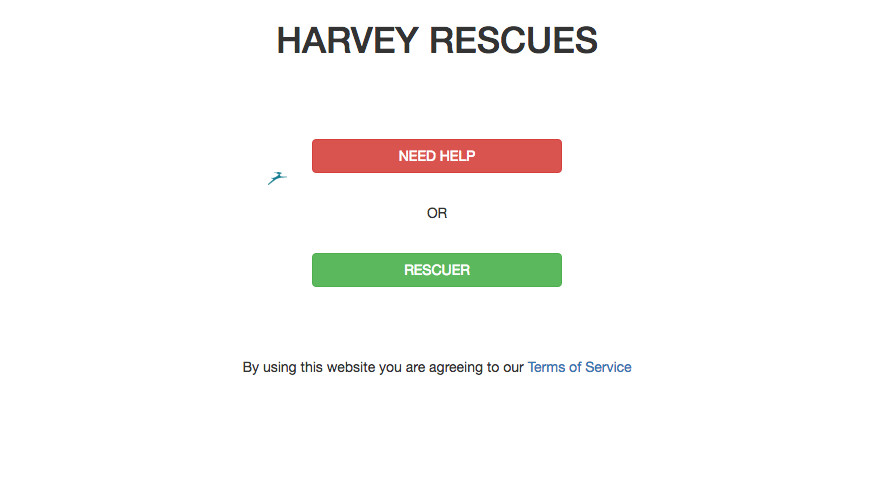 HARVEY RESCUES
NEED HELP
OR
RESCUER
By using this website you are agreeing to our Terms of Service